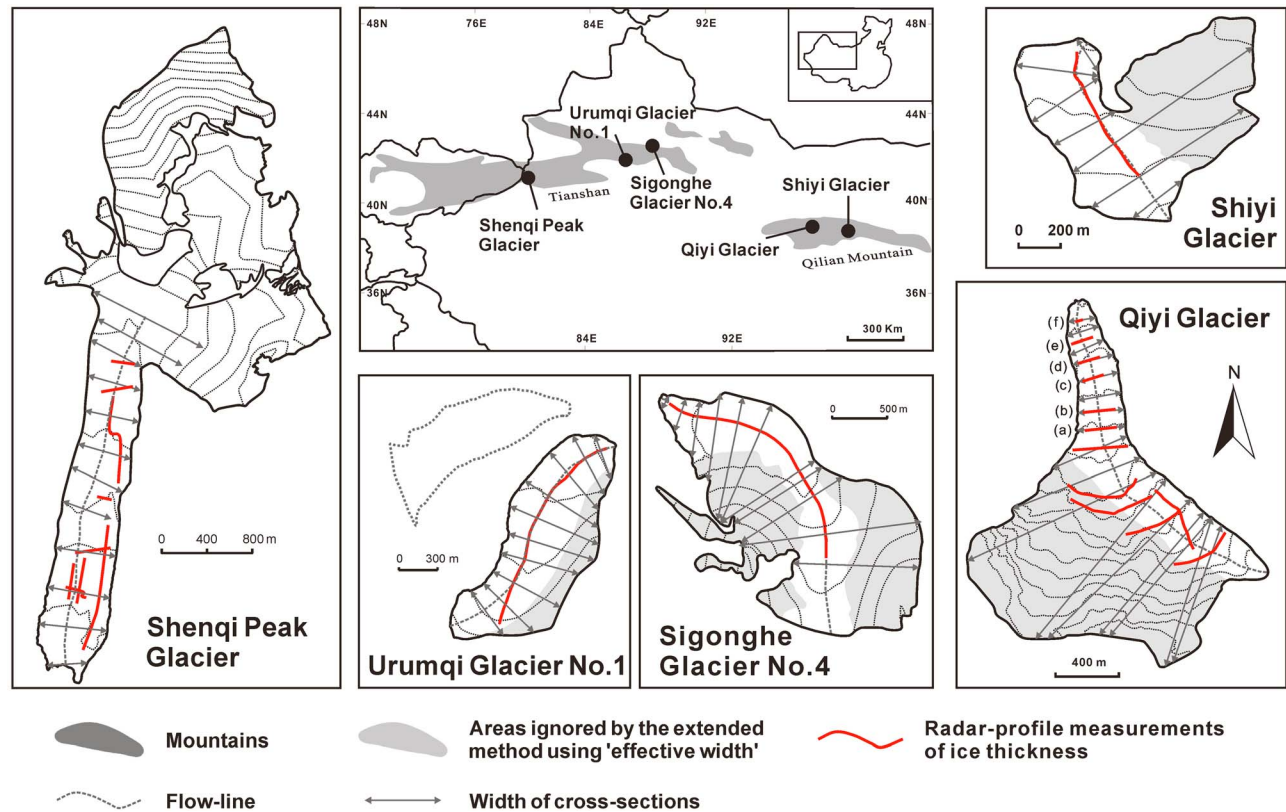 0 400 800 m
Shenqi Peak
Glacier
48N
76E
84E
92E
48N
44N
44N
40N
40N
36N
36N
84E
92E
Urumqi Glacier
No.1
Sigonghe
Glacier No.4
Tianshan
Shenqi Peak
Glacier
Shiyi Glacier
Qiyi Glacier
Qilian Mountain
300 Km
0 200 m
Shiyi
Glacier
0 300 m
Urumqi Glacier No.1
0 500 m
Sigonghe
Glacier No.4
Qiyi Glacier
(f)
(e)
(d)
(c)
(b)
(a)
N
400 m
Mountains
Areas ignored by the extended
method using 'effective width'
Radar-profile measurements
of ice thickness
Flow-line
Width of cross-sections